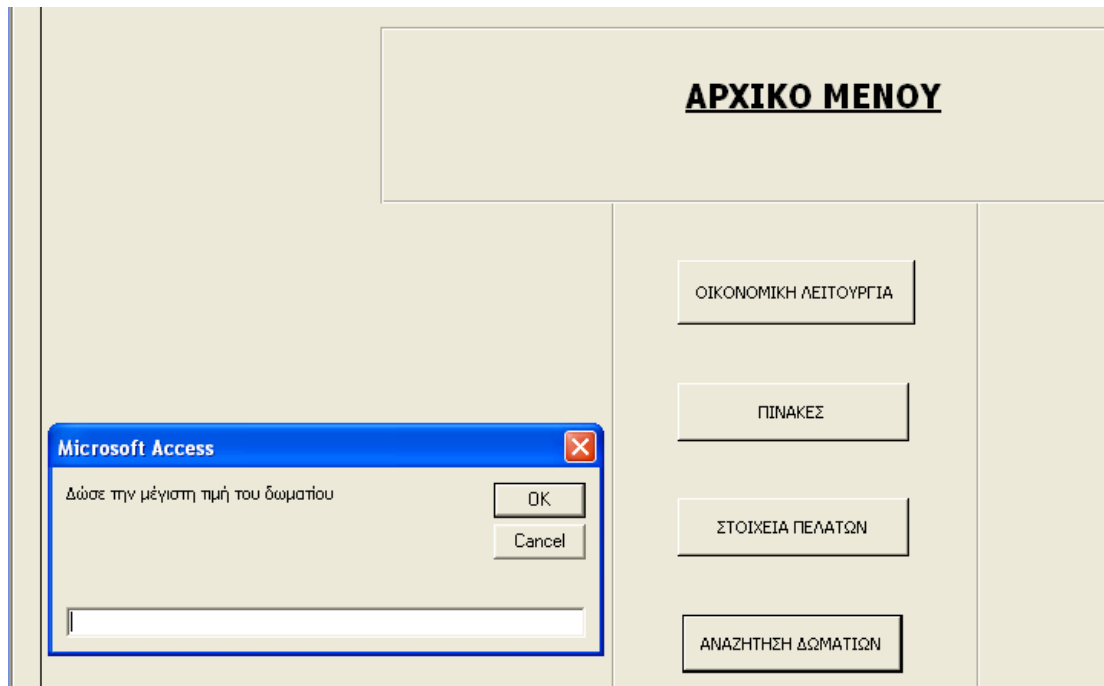 ΑΡΧΙΚΟ ΜΕΝΟΥ
ΟΙΚΟΝΟΜΙΚΗ ΛΕΙΤΟΥΡΓΙΑ
ΠΙΝΑΚΕΣ
Microsoft Access
Δώσε την μέγιστη τιμή του δωματίου
OK
Cancel
ΣΤΟΙΧΕΙΑ ΠΕΛΑΤΩΝ
ΑΝΑΖΗΤΗΣΗ ΔΩΜΑΤΙΩΝ